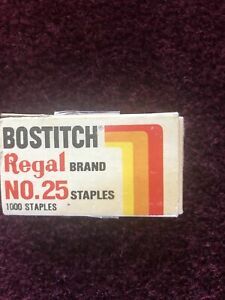 BOSTITCH®
Regal BRAND
NO. 25 STAPLES
1000 STAPLES